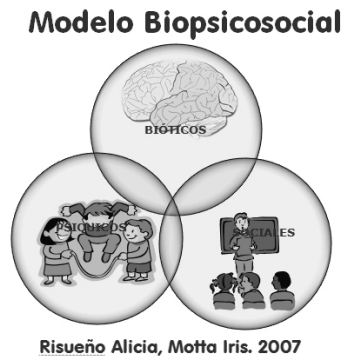 Modelo Biopsicosocial
BIÓTICOS
PSIQUICOS
SOCIALES
Risueño Alicia, Motta Iris. 2007